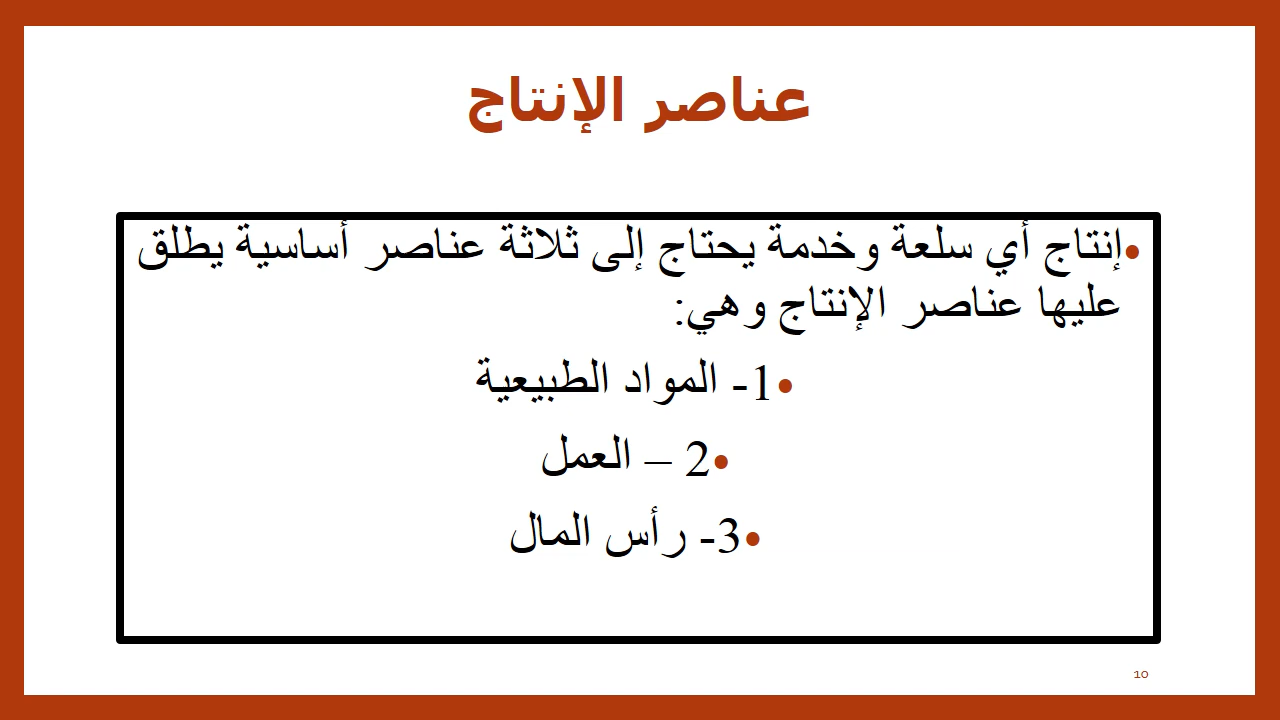 عناصر الإنتاج
•إنتاج أي سلعة وخدمة يحتاج إلى ثلاثة عناصر أساسية يطلق
عليها عناصر الإنتاج وهي:
•1- المواد الطبيعية
•2 – العمل
•3- رأس المال
10